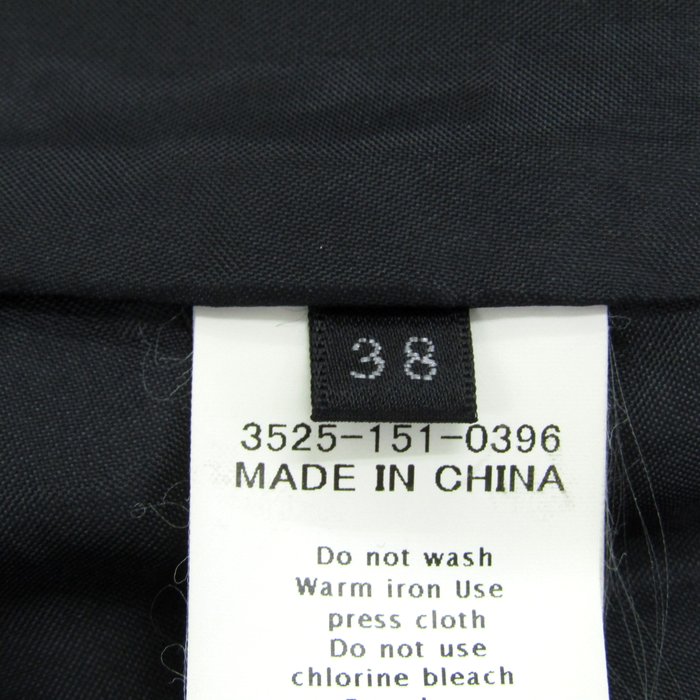 38
3525-151-0396
MADE IN CHINA
Do not wash
Warm iron Use
press cloth
Do not use
chlorine bleach